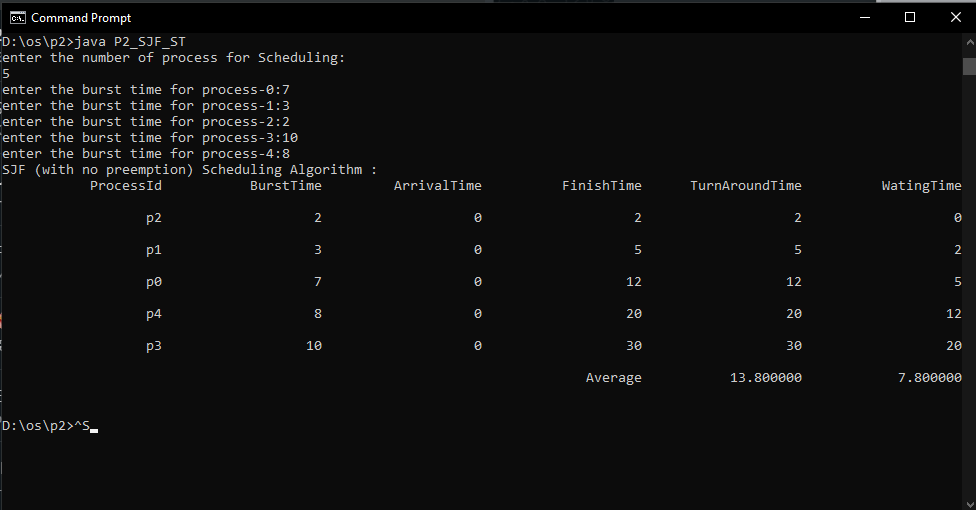 Command Prompt
D:\os\p2>java P2_SJF_ST
enter the number of process for Scheduling:
5
enter the burst time for process-0:7
enter the burst time for process-1:3
enter the burst time for process-2:2
enter the burst time for process-3:10
enter the burst time for process-4:8
SJF (with no preemption) Scheduling Algorithm :
ProcessId BurstTime ArrivalTime FinishTime TurnAroundTime WatingTime
p2 2 0 2 2 0
p1 3 0 5 5 2
p0 7 0 12 12 5
p4 8 0 20 20 12
p3 10 0 30 30 20
Average 13.800000 7.800000
D:\os\p2>^S